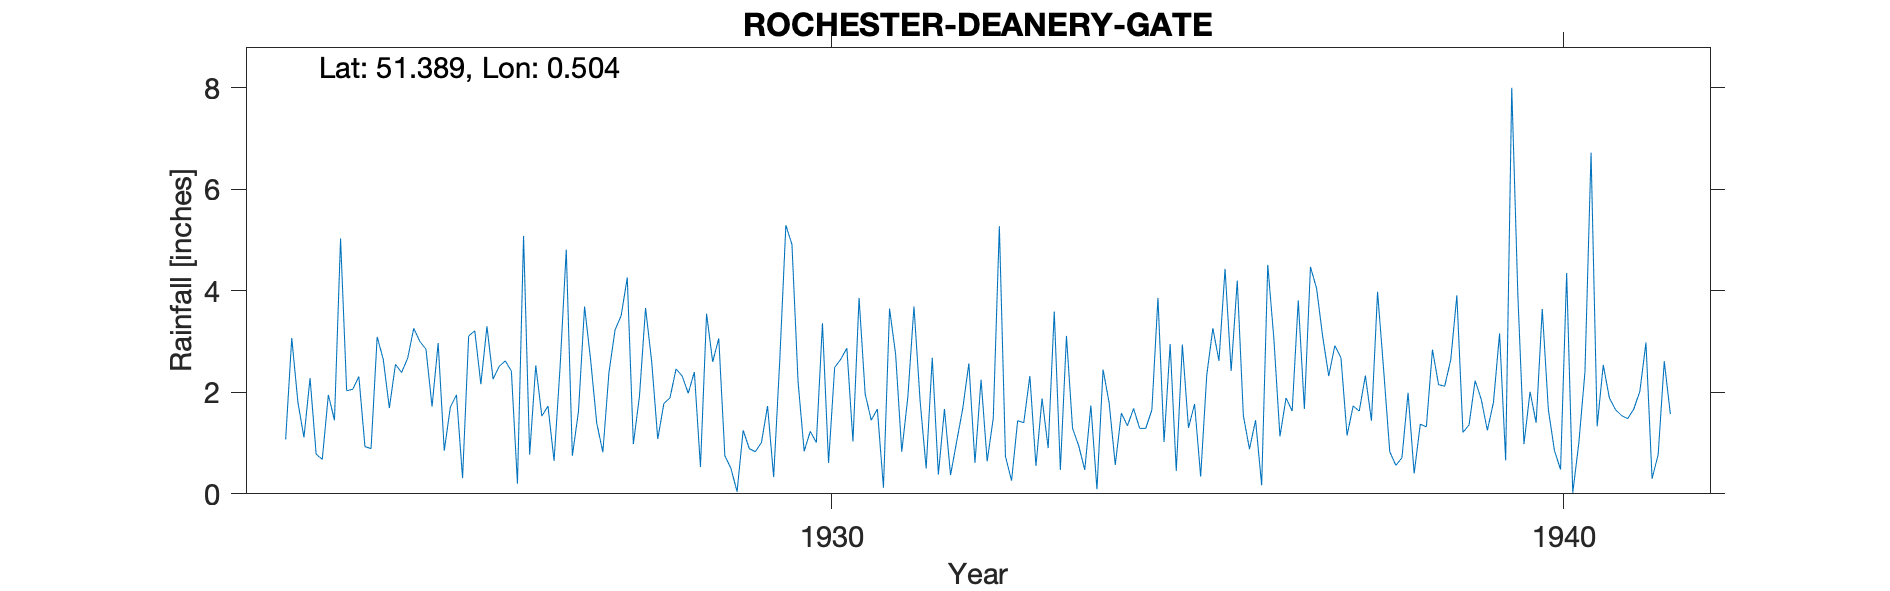 ROCHESTER-DEANERY-GATE
Lat: 51.389, Lon: 0.504
8
6
4
2
0
Rainfall [inches]
1930
1940
Year